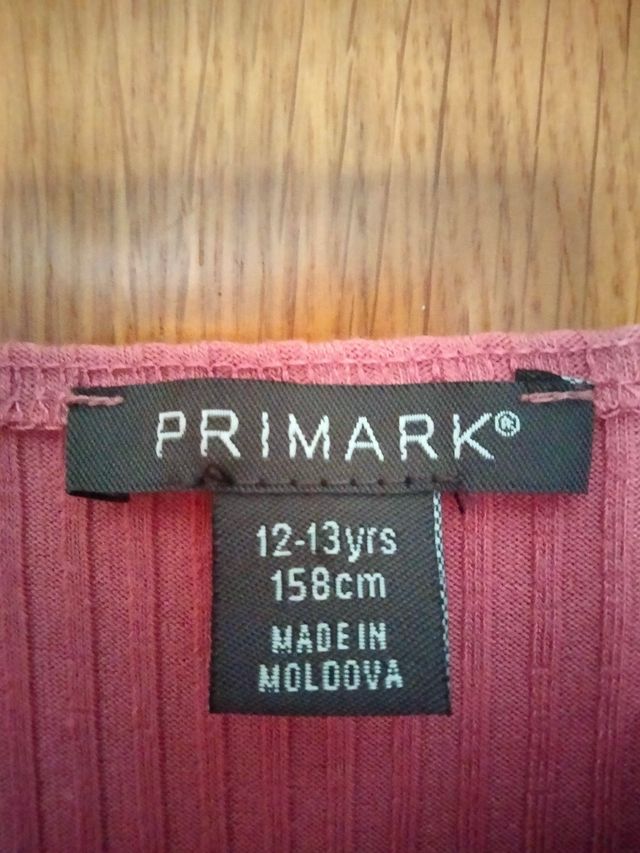 PRIMARK®
12-13yrs
158cm
MADE IN
MOLDOVA